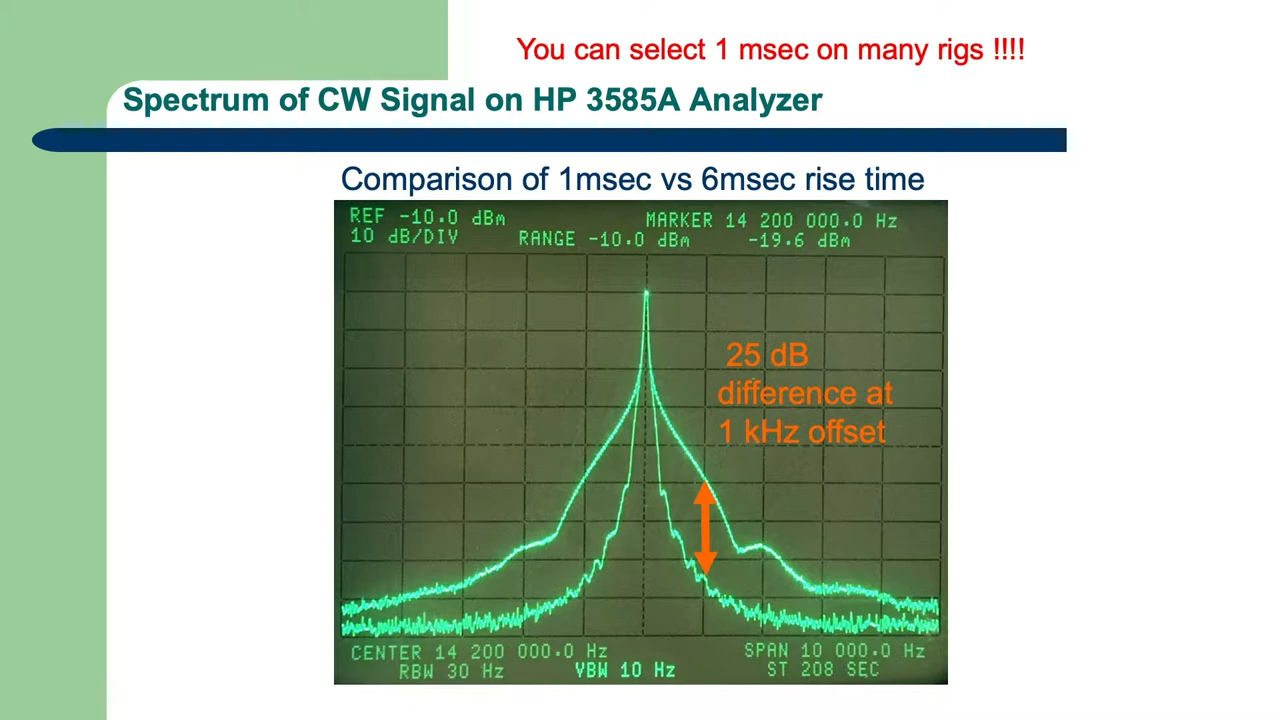 You can select 1 msec on many rigs !!!!
Spectrum of CW Signal on HP 3585A Analyzer
Comparison of 1msec vs 6msec rise time
REF -10.0 dBm
MARKER 14 200 000.0 Hz
10 dB/DIV
RANGE -10.0 dBm
-19.6 dBm
25 dB
difference at
1 kHz offset
CENTER 14 200 000.0 Hz
SPAN 10 000.0 Hz
RBW 30 Hz
VBW 10 Hz
ST 208 SEC